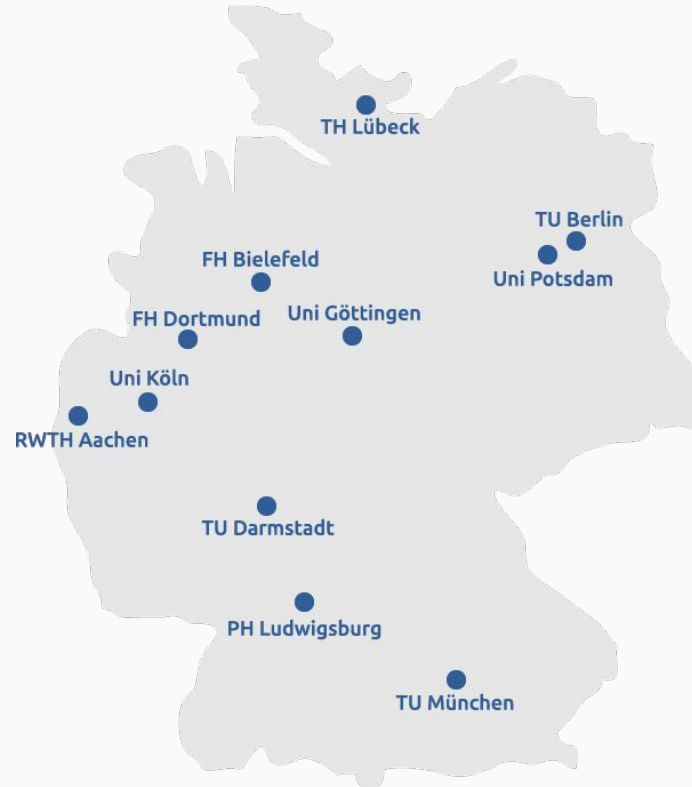 TH Lübeck
TU Berlin
FH Bielefeld
Uni Potsdam
Uni Göttingen
FH Dortmund
Uni Köln
RWTH Aachen
TU Darmstadt
PH Ludwigsburg
TU München